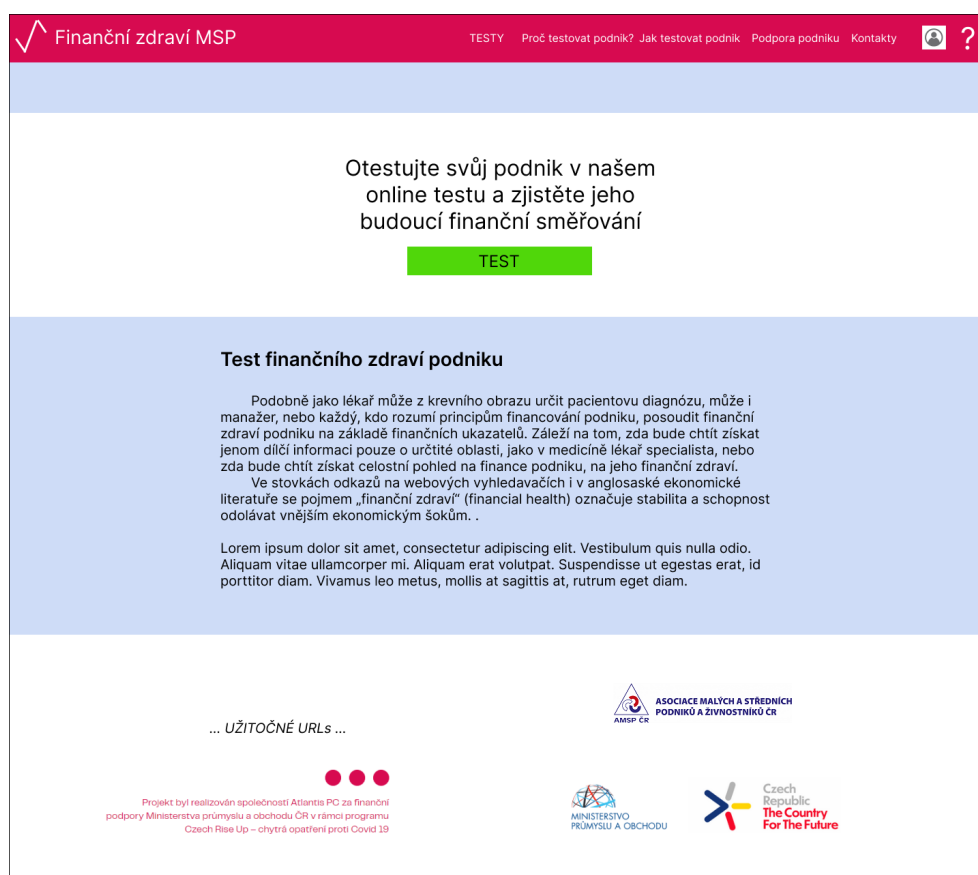 Finanční zdraví MSP
TESTY Proč testovat podnik? Jak testovat podnik Podpora podniku Kontakty ?
Otestujte svůj podnik v našem
online testu a zjistěte jeho
budoucí finanční směřování
TEST
Test finančního zdraví podniku
Podobně jako lékař může z krevního obrazu určit pacientovu diagnózu, může i
manažer, nebo každý, kdo rozumí principům financování podniku, posoudit finanční
zdraví podniku na základě finančních ukazatelů. Záleží na tom, zda bude chtít získat
jenom dílčí informaci pouze o určtité oblasti, jako v medicíně lékař specialista, nebo
zda bude chtít získat celostní pohled na finance podniku, na jeho finanční zdraví.
Ve stovkách odkazů na webových vyhledavačích i v anglosaské ekonomické
literatuře se pojmem „finanční zdraví“ (financial health) označuje stabilita a schopnost
odolávat vnějším ekonomickým šokům. .
Lorem ipsum dolor sit amet, consectetur adipiscing elit. Vestibulum quis nulla odio.
Aliquam vitae ullamcorper mi. Aliquam erat volutpat. Suspendisse ut egestas erat, id
porttitor diam. Vivamus leo metus, mollis at sagittis at, rutrum eget diam.
... UŽITOČNÉ URLs ...
AMSP ČR
ASOCIACE MALÝCH A STŘEDNÍCH
PODNIKŮ A ŽIVNOSTNÍKŮ ČR
Projekt byl realizován společností Atlantis PC za finanční
podpory Ministerstva průmyslu a obchodu ČR v rámci programu
Czech Rise Up – chytrá opatření proti Covid 19
MINISTERSTVO
PRŮMYSLU A OBCHODU
Czech
Republic
The Country
For The Future